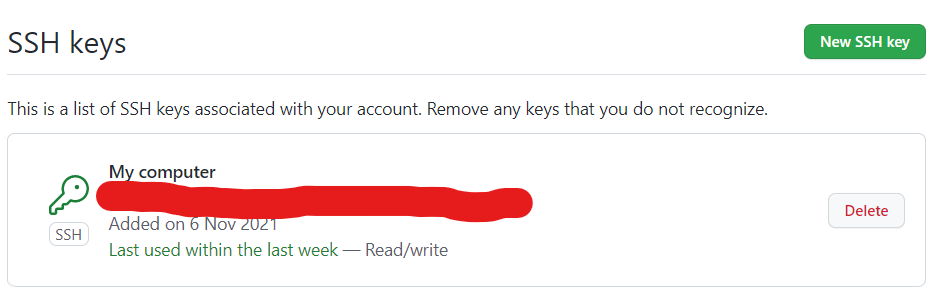 SSH keys
New SSH key
This is a list of SSH keys associated with your account. Remove any keys that you do not recognize.
My computer
Added on 6 Nov 2021
SSH
Last used within the last week — Read/write
Delete